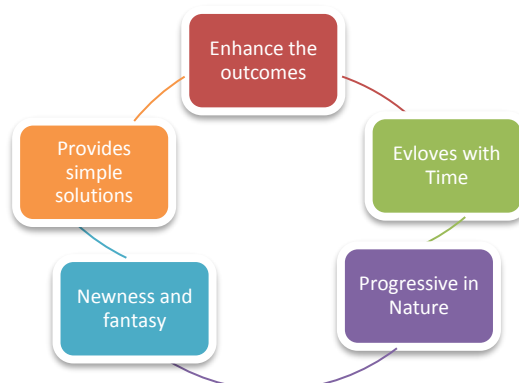 Enhance the
outcomes
Evloves with
Time
Progressive in
Nature
Newness and
fantasy
Provides
simple
solutions